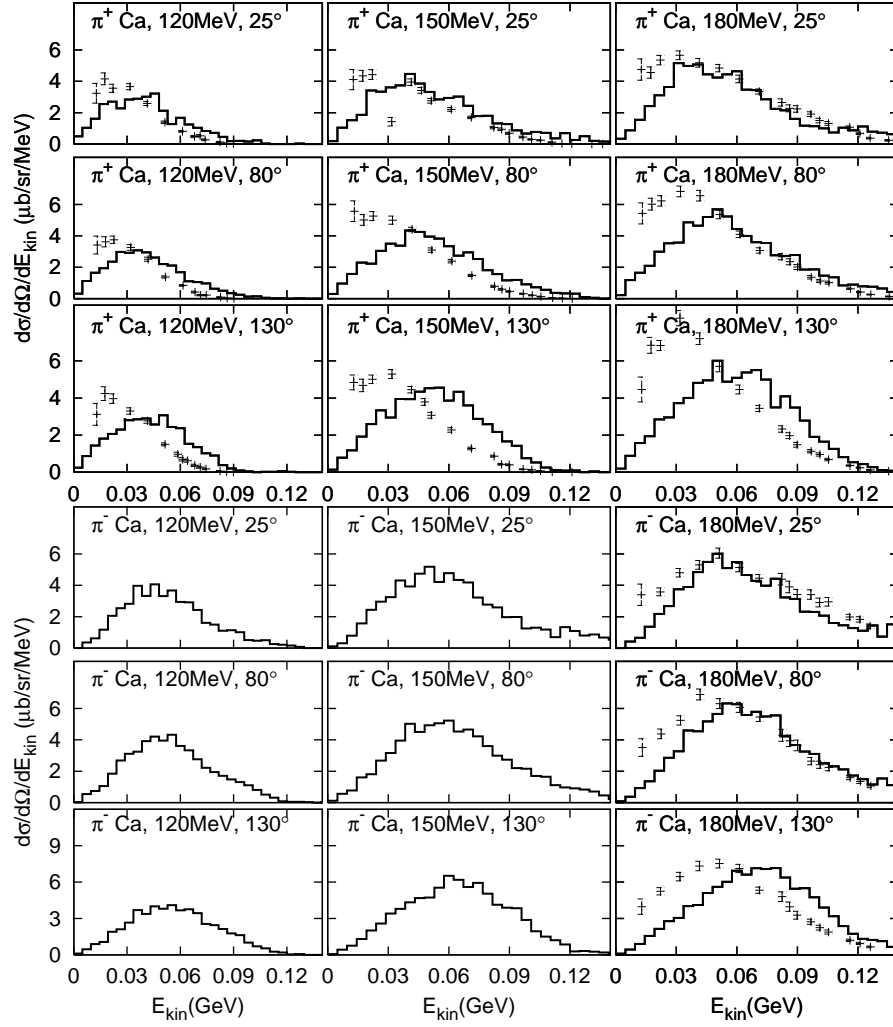 π+ Ca, 120MeV, 25°
π+ Ca, 150MeV, 25°
π+ Ca, 180MeV, 25°
6
4
2
0
π+ Ca, 120MeV, 80°
π+ Ca, 150MeV, 80°
π+ Ca, 180MeV, 80°
6
4
2
0
dσ/dΩ/dEkin (μb/sr/MeV)
π+ Ca, 120MeV, 130°
π+ Ca, 150MeV, 130°
π+ Ca, 180MeV, 130°
6
4
2
0
0 0.03 0.06 0.09 0.12 0 0.03 0.06 0.09 0.12 0 0.03 0.06 0.09 0.12
π- Ca, 120MeV, 25°
π- Ca, 150MeV, 25°
π- Ca, 180MeV, 25°
6
4
2
0
π- Ca, 120MeV, 80°
π- Ca, 150MeV, 80°
π- Ca, 180MeV, 80°
6
4
2
0
dσ/dΩ/dEkin (μb/sr/MeV)
π- Ca, 120MeV, 130°
π- Ca, 150MeV, 130°
π- Ca, 180MeV, 130°
9
6
3
0
0 0.03 0.06 0.09 0.12 0 0.03 0.06 0.09 0.12 0 0.03 0.06 0.09 0.12
Ekin(GeV) Ekin(GeV) Ekin(GeV)